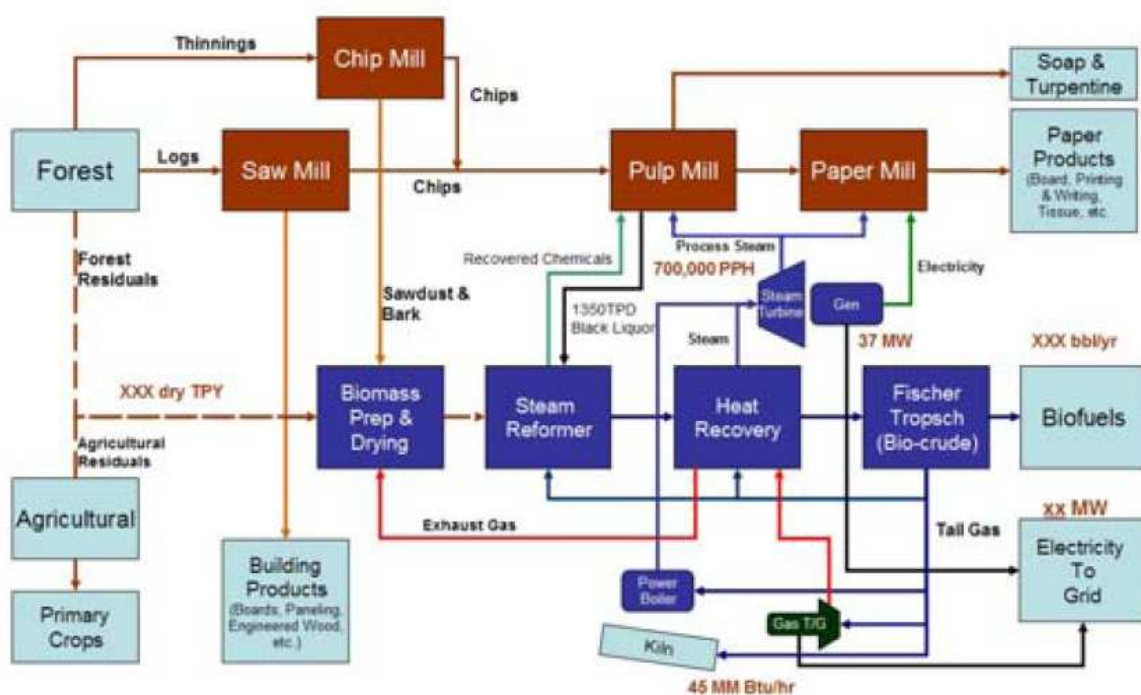 Thinnings
Chip Mill
Chips
Soap &
Turpentine
Forest
Logs
Saw Mill
Chips
Pulp Mill
Paper Mill
Paper
Products
(Board, Printing
& Writing,
Tissue, etc.
Forest
Residuals
Sawdust &
Bark
Recovered Chemicals
1350TPD
Black Liquor
Process Steam
700,000 PPH
Steam
Turbine
Steam
Gen
Electricity
37 MW
XXX bbl/yr
XXX dry TPY
Agricultural
Residuals
Biomass
Prep &
Drying
Steam
Reformer
Heat
Recovery
Fischer
Tropsch
(Bio-crude)
Biofuels
Agricultural
Primary
Crops
Building
Products
(Boards, Paneling,
Engineered Wood,
etc.)
Exhaust Gas
Power
Boiler
Gas T/G
Kiln
45 MM Btu/hr
Tail Gas
xx MW
Electricity
To
Grid